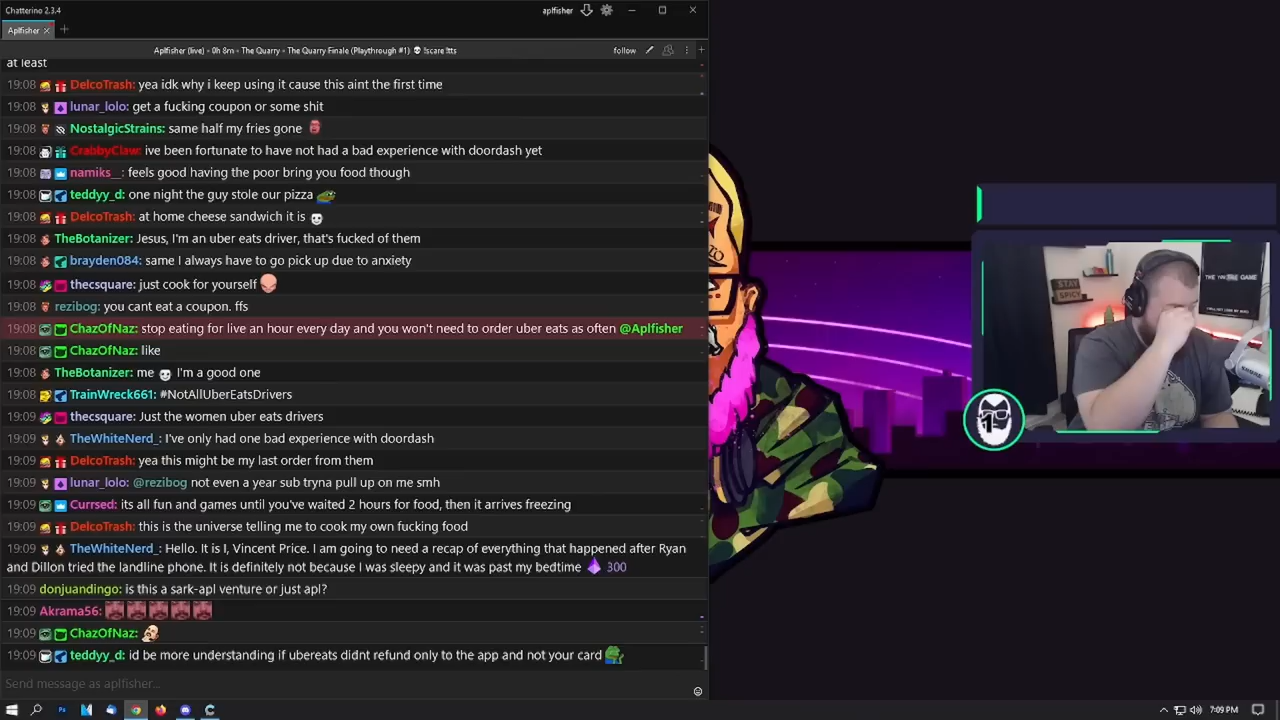 Chatterino 2.3.4
aplfisher
Aplfisher
Aplfisher (live) • 0h 8m • The Quarry • The Quarry Finale (Playthrough #1) 💀 !scare !tts
follow
at least
19:08 DelcoTrash: yea idk why i keep using it cause this aint the first time
19:08 lunar_lolo: get a fucking coupon or some shit
19:08 NostalgicStrains: same half my fries gone
19:08 CrabbyClaw: ive been fortunate to have not had a bad experience with doordash yet
19:08 namiks__: feels good having the poor bring you food though
19:08 teddyy_d: one night the guy stole our pizza
19:08 DelcoTrash: at home cheese sandwich it is
19:08 TheBotanizer: Jesus, I'm an uber eats driver, that's fucked of them
19:08 brayden084: same I always have to go pick up due to anxiety
19:08 thecsquare: just cook for yourself
19:08 rezibog: you cant eat a coupon. ffs
19:08 ChazOfNaz: stop eating for live an hour every day and you won't need to order uber eats as often @Aplfisher
19:08 ChazOfNaz: like
19:08 TheBotanizer: me 💀 I'm a good one
19:08 TrainWreck661: #NotAllUberEatsDrivers
19:09 thecsquare: Just the women uber eats drivers
19:09 TheWhiteNerd_: I've only had one bad experience with doordash
19:09 DelcoTrash: yea this might be my last order from them
19:09 lunar_lolo: @rezibog not even a year sub tryna pull up on me smh
19:09 Currsed: its all fun and games until you've waited 2 hours for food, then it arrives freezing
19:09 DelcoTrash: this is the universe telling me to cook my own fucking food
19:09 TheWhiteNerd_: Hello. It is I, Vincent Price. I am going to need a recap of everything that happened after Ryan
and Dillon tried the landline phone. It is definitely not because I was sleepy and it was past my bedtime 300
19:09 donjuandingo: is this a sark-apl venture or just apl?
19:09 Akrama56:
19:09 ChazOfNaz:
19:09 teddyy_d: id be more understanding if ubereats didnt refund only to the app and not your card
Send message as aplfisher...
STAY
SPICY
1
7:09 PM